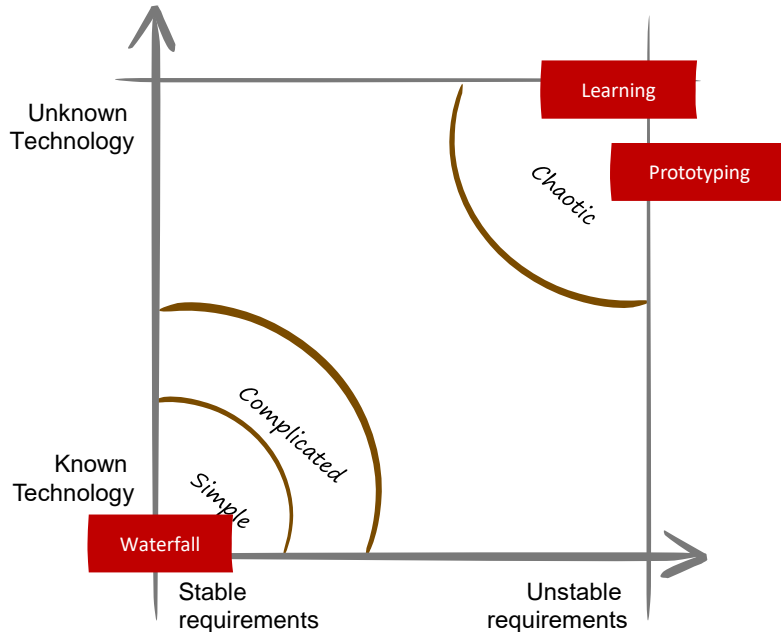 Learning
Unknown
Technology
Prototyping
Chaotic
Complicated
Known
Technology
Simple
Waterfall
Stable
requirements
Unstable
requirements